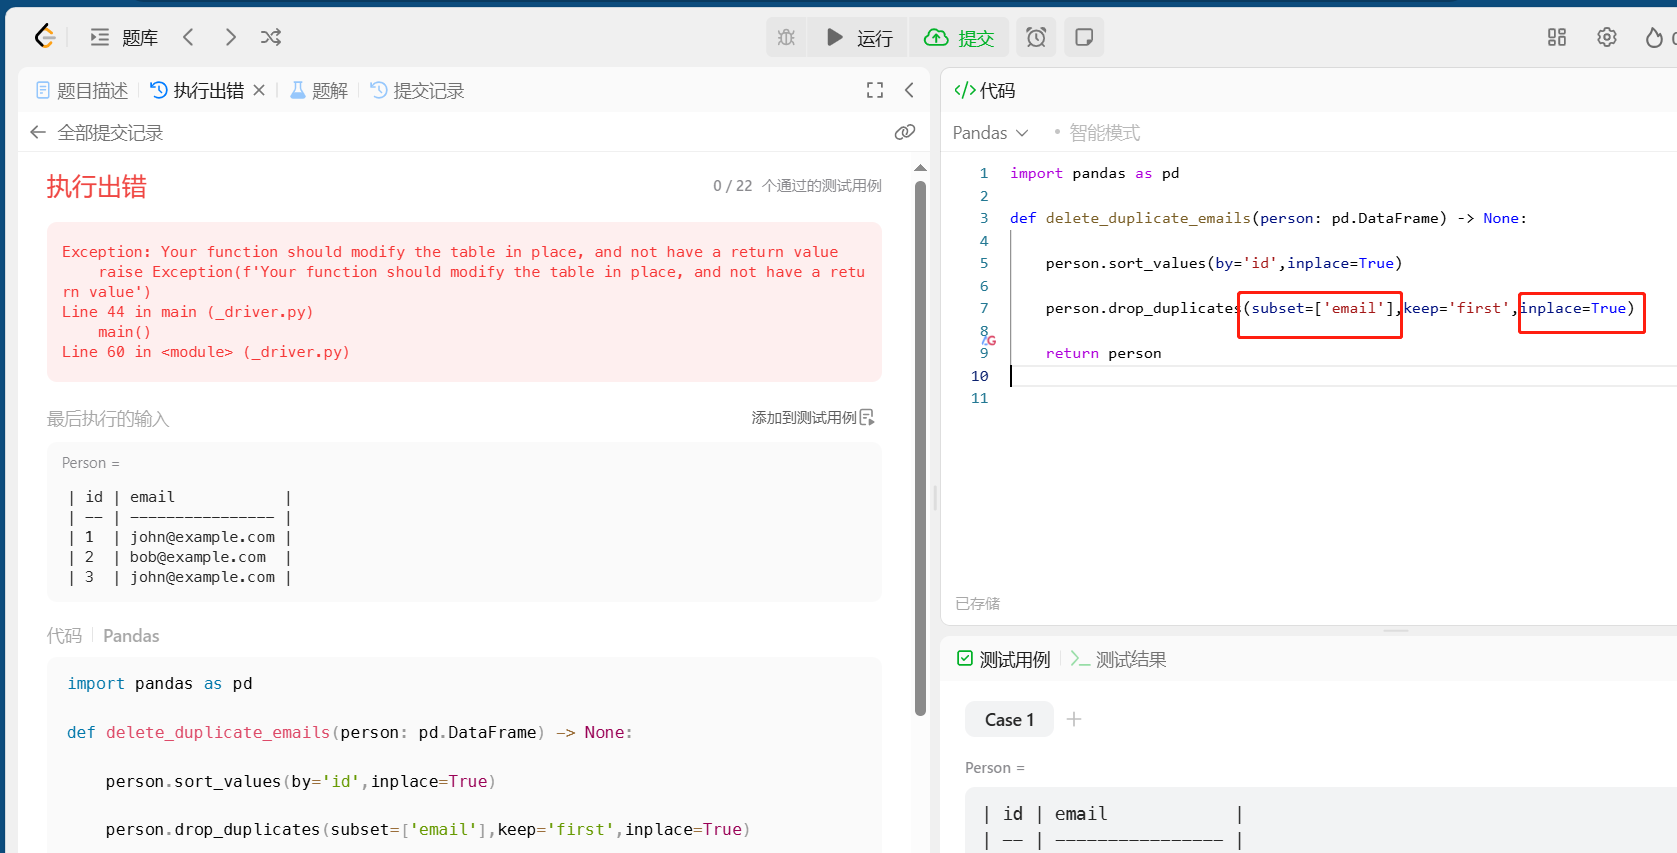 题库
运行
提交
0
题目描述
执行出错
题解
提交记录
全部提交记录
执行出错
0 / 22 个通过的测试用例
Exception: Your function should modify the table in place, and not have a return value
raise Exception(f'Your function should modify the table in place, and not have a retu
rn value')
Line 44 in main (_driver.py)
main()
Line 60 in <module> (_driver.py)
最后执行的输入
添加到测试用例
Person =
| id | email            |
| -- | ---------------- |
| 1  | john@example.com |
| 2  | bob@example.com  |
| 3  | john@example.com |
代码 | Pandas
import pandas as pd
def delete_duplicate_emails(person: pd.DataFrame) -> None:
person.sort_values(by='id',inplace=True)
person.drop_duplicates(subset=['email'],keep='first',inplace=True)
</> 代码
Pandas
• 智能模式
1 import pandas as pd
2
3 def delete_duplicate_emails(person: pd.DataFrame) -> None:
4
5 person.sort_values(by='id',inplace=True)
6
7 person.drop_duplicates(subset=['email'],keep='first',inplace=True)
8
9 return person
10
11
已存储
测试用例
测试结果
Case 1 +
Person =
| id | email            |
| -- | ---------------- |